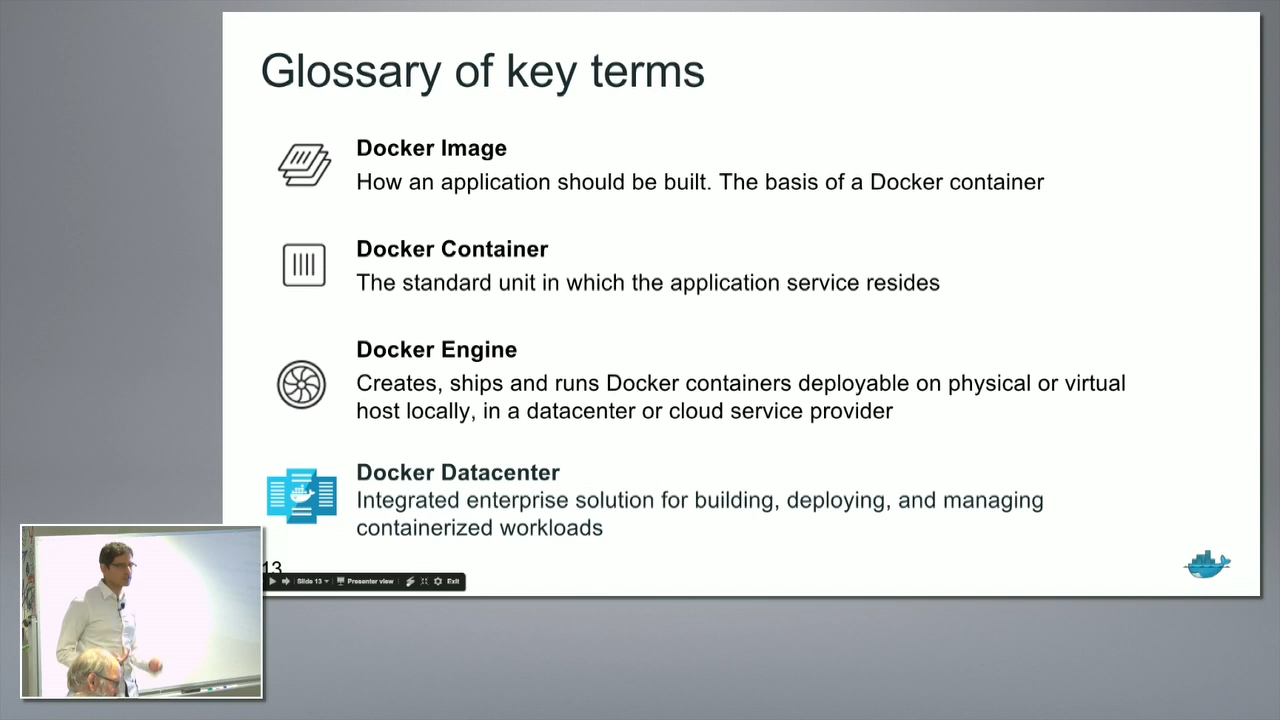 Glossary of key terms
Docker Image
How an application should be built. The basis of a Docker container
Docker Container
The standard unit in which the application service resides
Docker Engine
Creates, ships and runs Docker containers deployable on physical or virtual
host locally, in a datacenter or cloud service provider
Docker Datacenter
Integrated enterprise solution for building, deploying, and managing
containerized workloads
13
Slide 13 Presenter view Exit